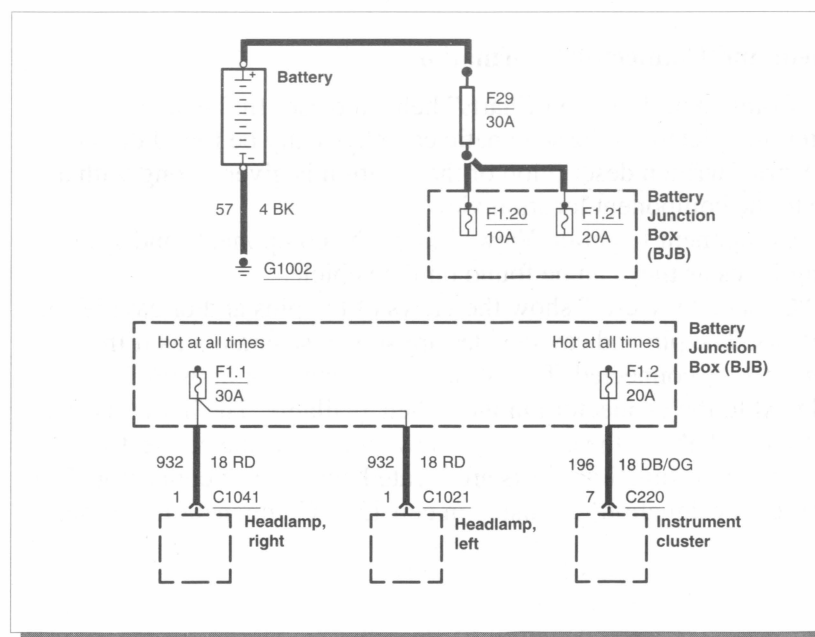 Battery
+
−
F29
30A
57 4 BK
G1002
F1.20
10A
F1.21
20A
Battery
Junction
Box
(BJB)
Hot at all times
Hot at all times
Battery
Junction
Box (BJB)
F1.1
30A
F1.2
20A
932 18 RD
932 18 RD
196 18 DB/OG
1 C1041
1 C1021
7 C220
Headlamp,
right
Headlamp,
left
Instrument
cluster